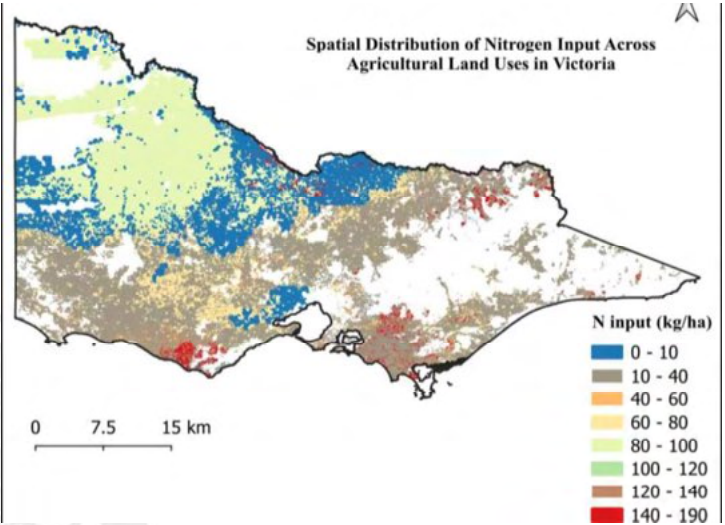 Spatial Distribution of Nitrogen Input Across
Agricultural Land Uses in Victoria
N input (kg/ha)
0 - 10
10 - 40
40 - 60
60 - 80
80 - 100
100 - 120
120 - 140
140 - 190
0 7.5 15 km